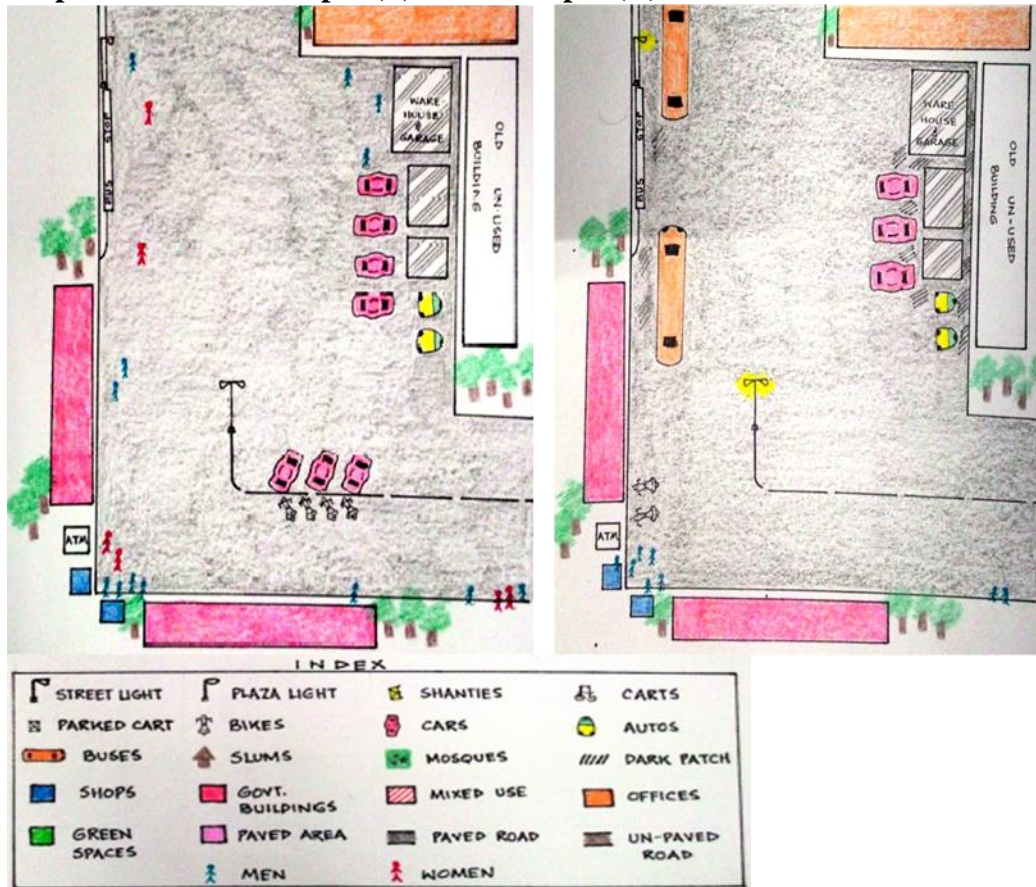 BUS STOP
WARE
HOUSE
&
GARAGE
OLD UN-USED
BUILDING
ATM
BUS STOP
WARE
HOUSE
&
GARAGE
OLD UN-USED
BUILDING
ATM
INDEX
STREET LIGHT
PLAZA LIGHT
SHANTIES
CARTS
PARKED CART
BIKES
CARS
AUTOS
BUSES
SLUMS
MOSQUES
DARK PATCH
SHOPS
GOVT.
BUILDINGS
MIXED USE
OFFICES
GREEN
SPACES
PAVED AREA
PAVED ROAD
UN-PAVED
ROAD
MEN
WOMEN